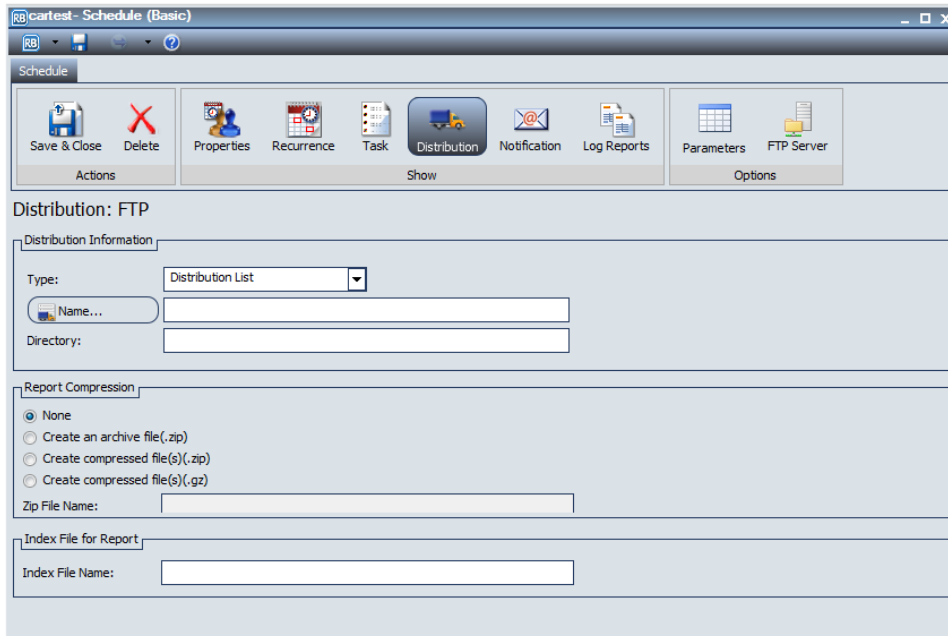 RB cartest- Schedule (Basic)
RB
Schedule
Save & Close Delete Properties Recurrence Task Distribution Notification Log Reports Parameters FTP Server
Actions Show Options
Distribution: FTP
Distribution Information
Type: Distribution List
Name...
Directory:
Report Compression
None
Create an archive file(.zip)
Create compressed file(s)(.zip)
Create compressed file(s)(.gz)
Zip File Name:
Index File for Report
Index File Name: